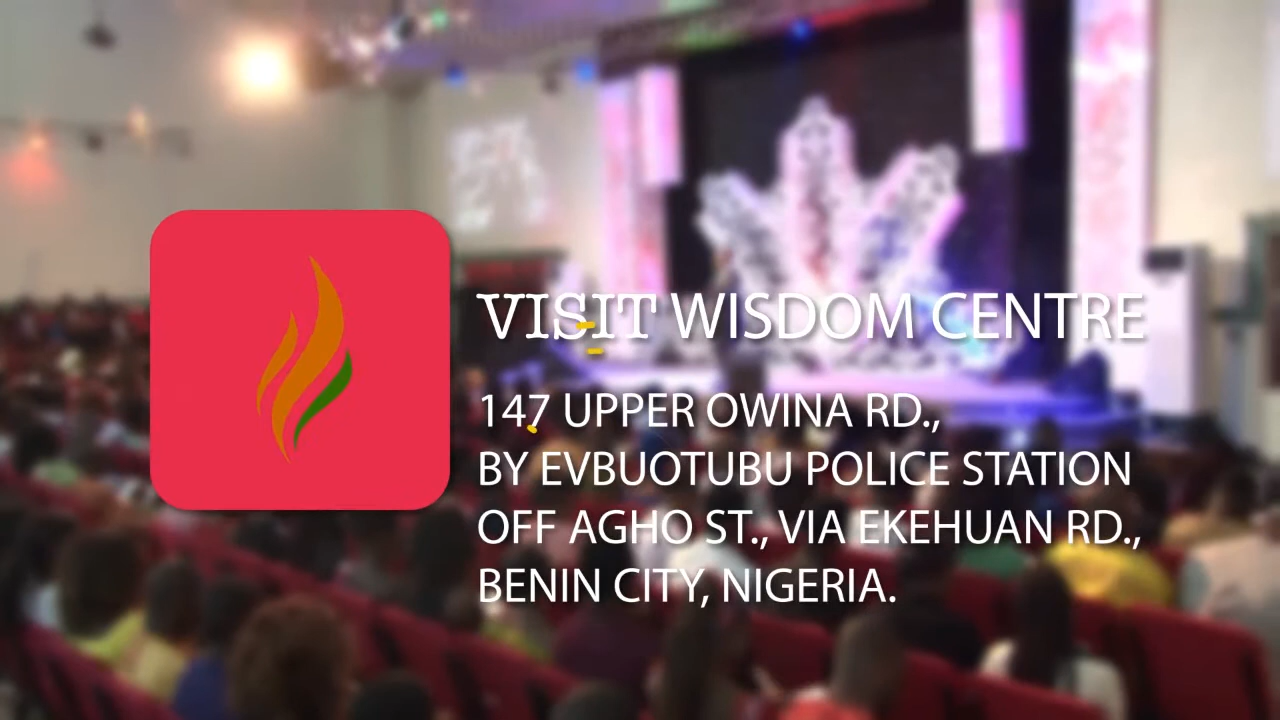 VISIT WISDOM CENTRE
147 UPPER OWINA RD.,
BY EVBUOTUBU POLICE STATION
OFF AGHO ST., VIA EKEHUAN RD.,
BENIN CITY, NIGERIA.